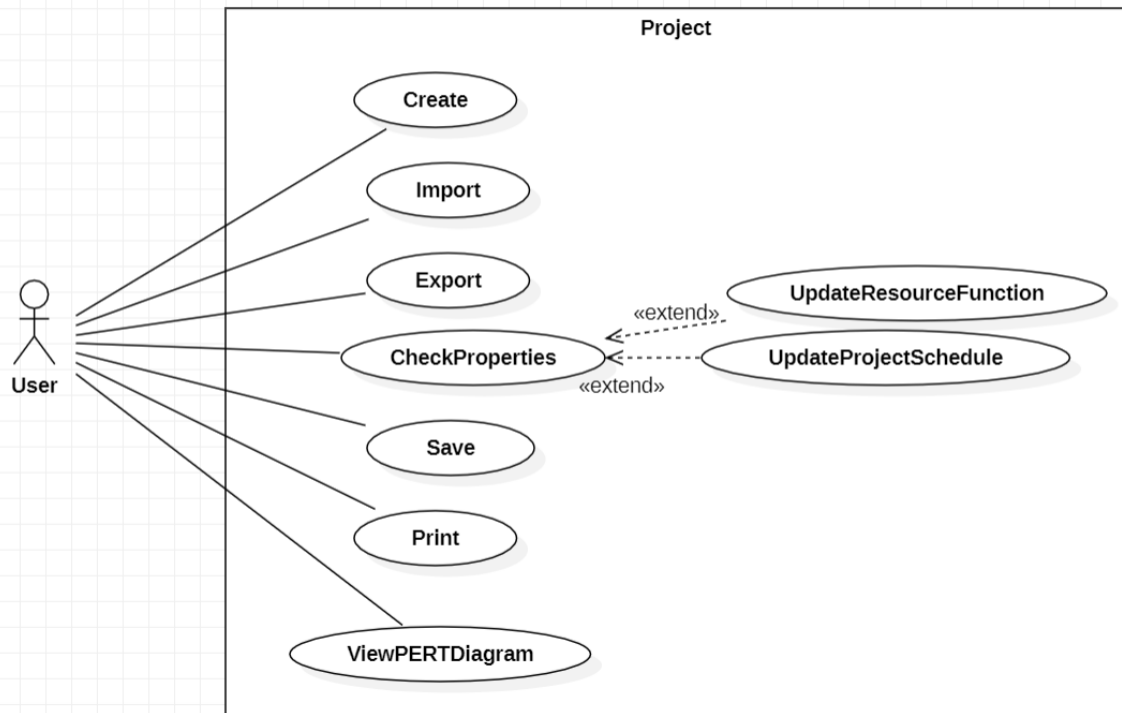 Project
Create
Import
Export
UpdateResourceFunction
«extend»
CheckProperties
UpdateProjectSchedule
«extend»
User
Save
Print
ViewPERTDiagram